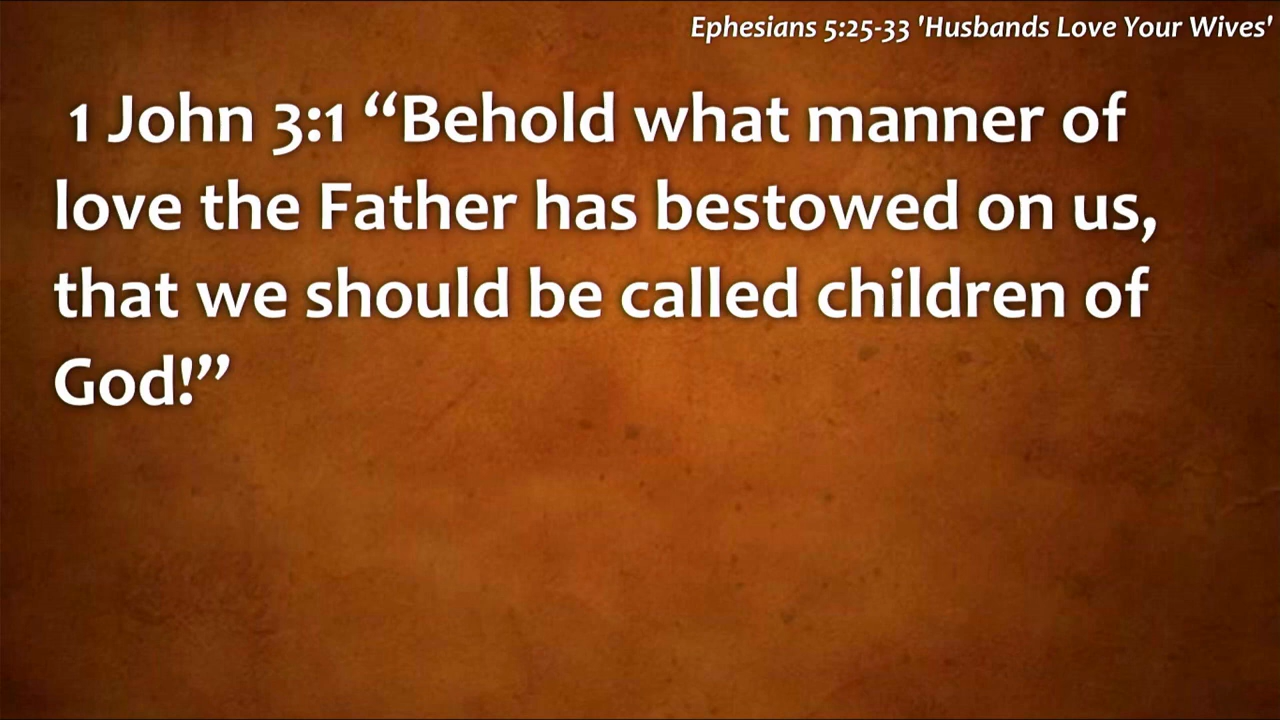 Ephesians 5:25-33 'Husbands Love Your Wives'
1 John 3:1 “Behold what manner of
love the Father has bestowed on us,
that we should be called children of
God!”